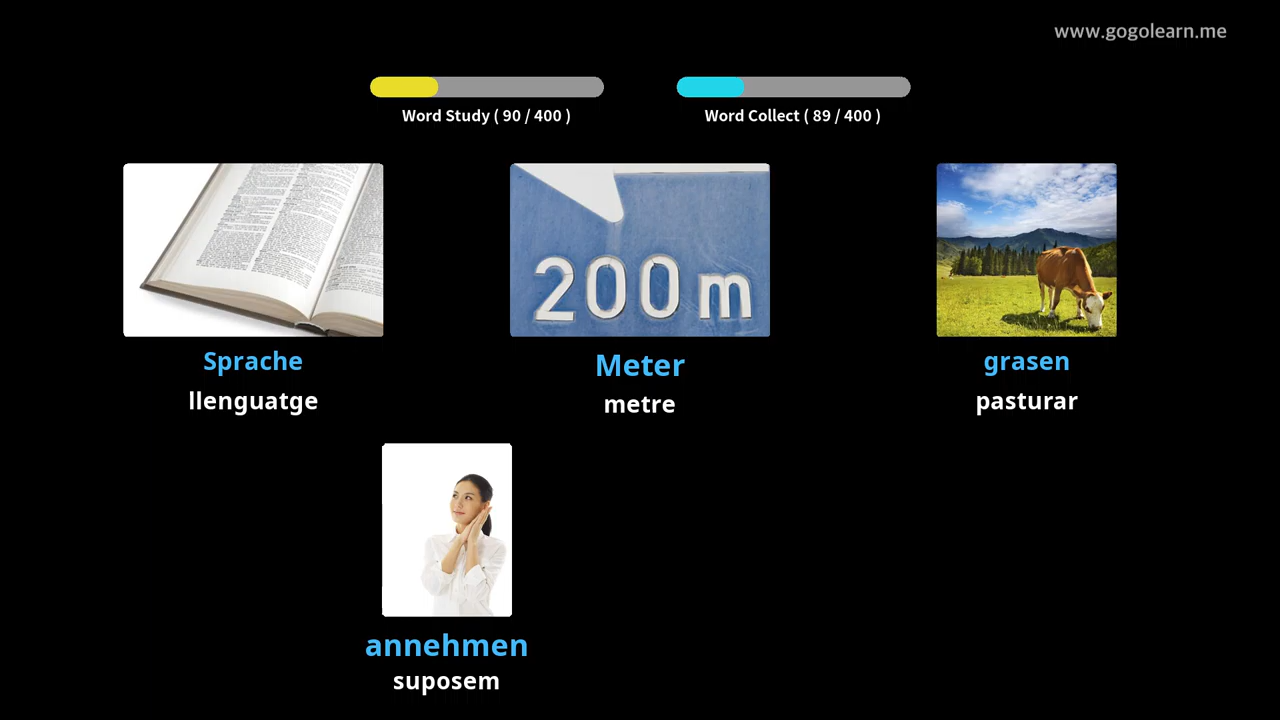 www.gogolearn.me
Word Study ( 90 / 400 )
Word Collect ( 89 / 400 )
200 m
Sprache
llenguatge
Meter
metre
grasen
pasturar
annehmen
suposem